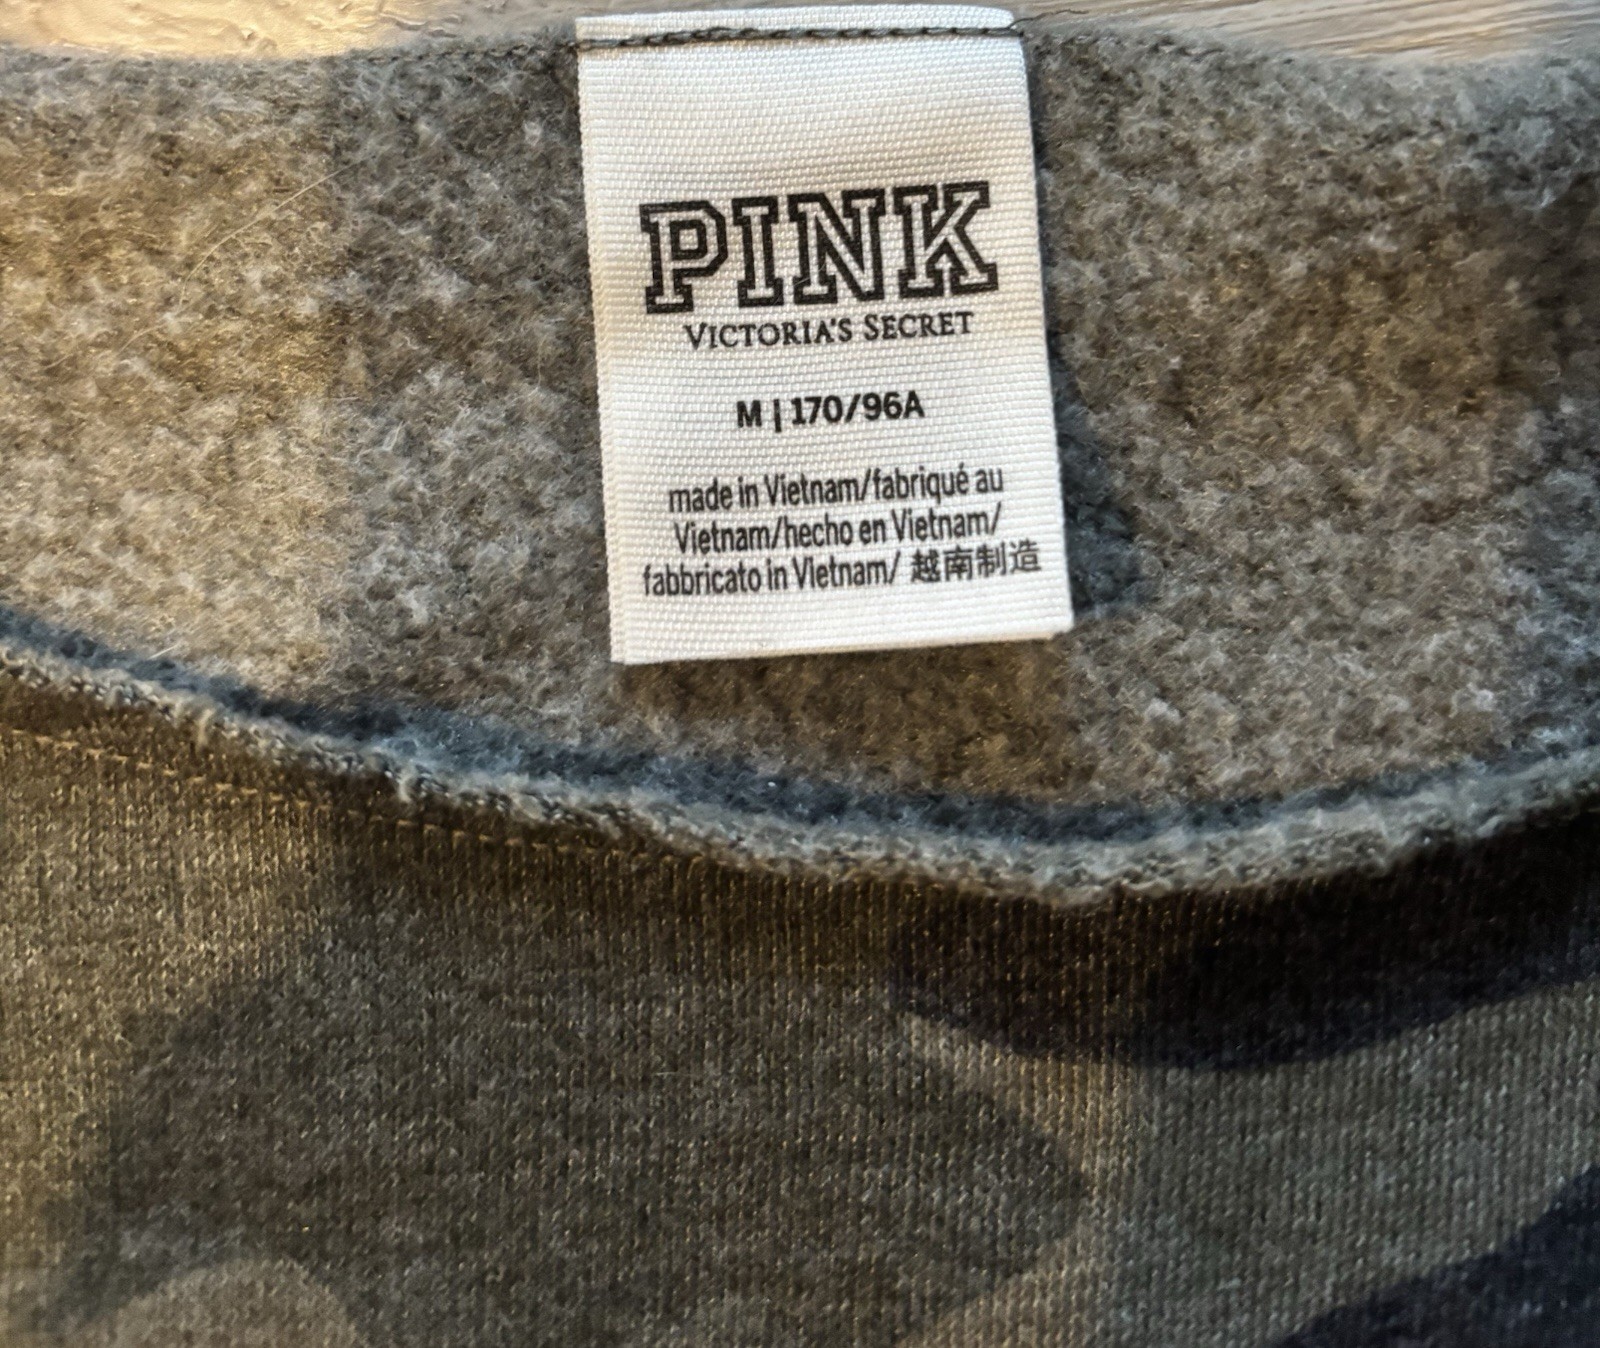 PINK
VICTORIA'S SECRET
M | 170/96A
made in Vietnam/fabriqué au
Vietnam/hecho en Vietnam/
fabbricato in Vietnam/ 越南制造